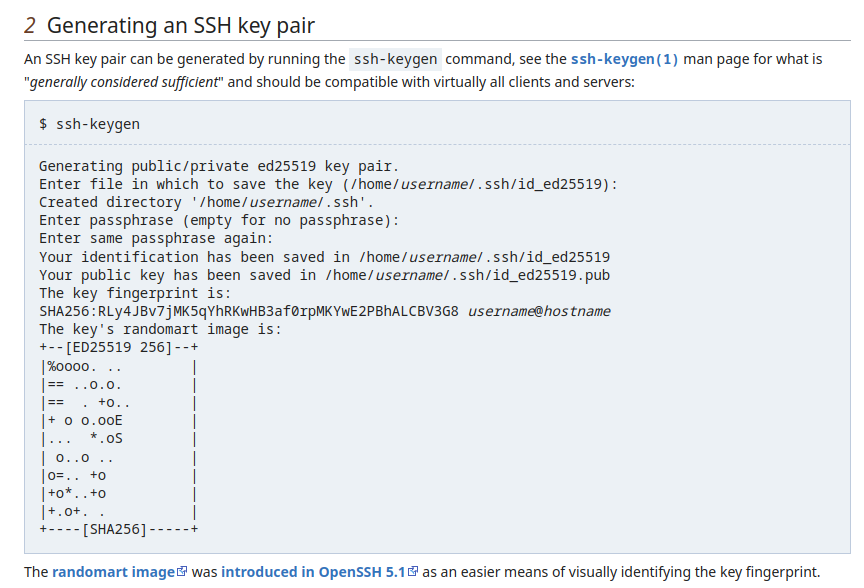 2 Generating an SSH key pair
An SSH key pair can be generated by running the ssh-keygen command, see the ssh-keygen(1) man page for what is
"generally considered sufficient" and should be compatible with virtually all clients and servers:
$ ssh-keygen
Generating public/private ed25519 key pair.
Enter file in which to save the key (/home/username/.ssh/id_ed25519):
Created directory '/home/username/.ssh'.
Enter passphrase (empty for no passphrase):
Enter same passphrase again:
Your identification has been saved in /home/username/.ssh/id_ed25519
Your public key has been saved in /home/username/.ssh/id_ed25519.pub
The key fingerprint is:
SHA256:RLy4JBv7jMK5qYhRKwHB3af0rpMKYwE2PBhALCBV3G8 username@hostname
The key's randomart image is:
+--[ED25519 256]--+
|%oooo. ..        |
|== ..o.o.        |
|==  . +o..       |
|+ o o.ooE        |
|...  *.oS        |
| o..o ..         |
|o=.. +o          |
|+o*..+o          |
|+.o+. .          |
+----[SHA256]-----+
The randomart image was introduced in OpenSSH 5.1 as an easier means of visually identifying the key fingerprint.